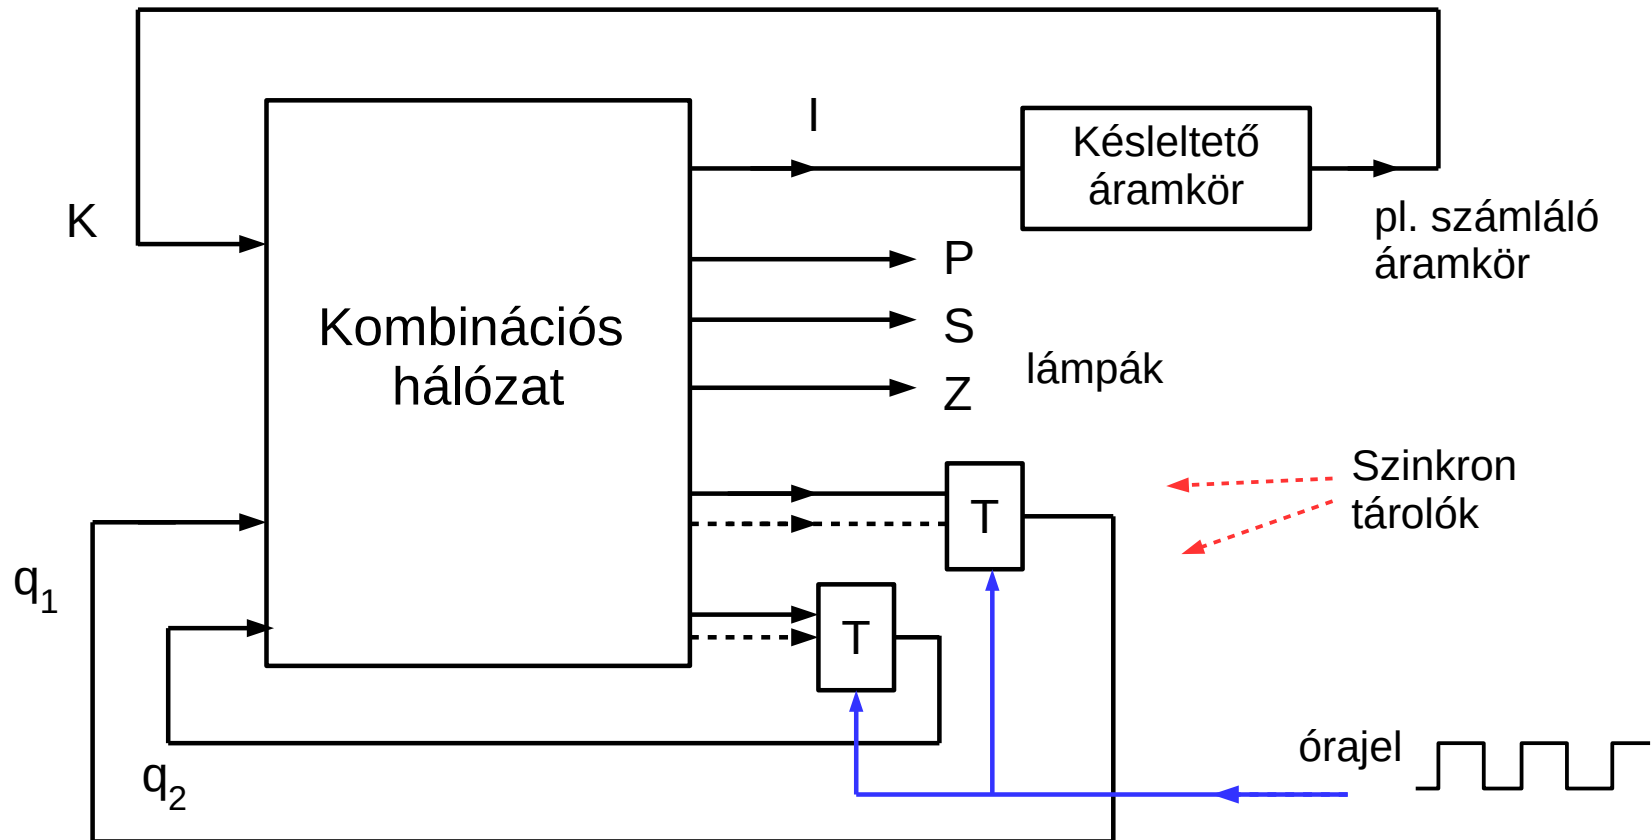 I
Késleltető
áramkör
K
pl. számláló
áramkör
P
Kombinációs
hálózat
S
lámpák
Z
Szinkron
tárolók
T
q1
T
órajel
q2